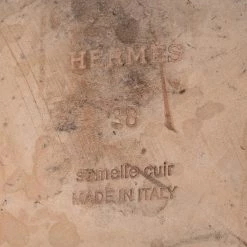 HERMES
38
semelle cuir
MADE IN ITALY